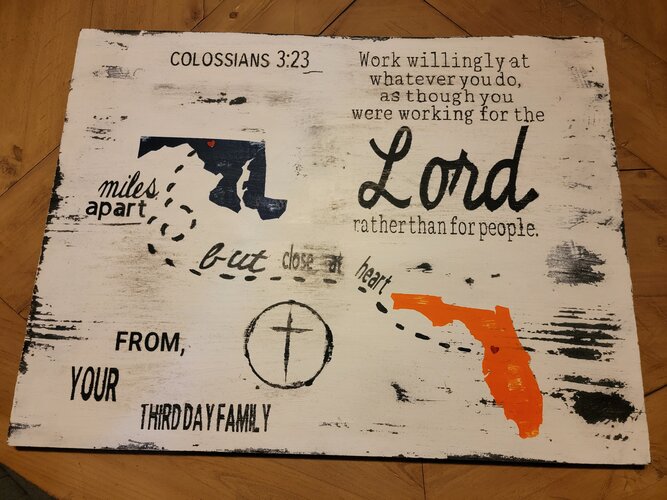 COLOSSIANS 3:23
Work willingly at
whatever you do,
as though you
were working for the
Lord
rather than for people.
miles
apart
but close at heart
FROM,
YOUR
THIRD DAY FAMILY